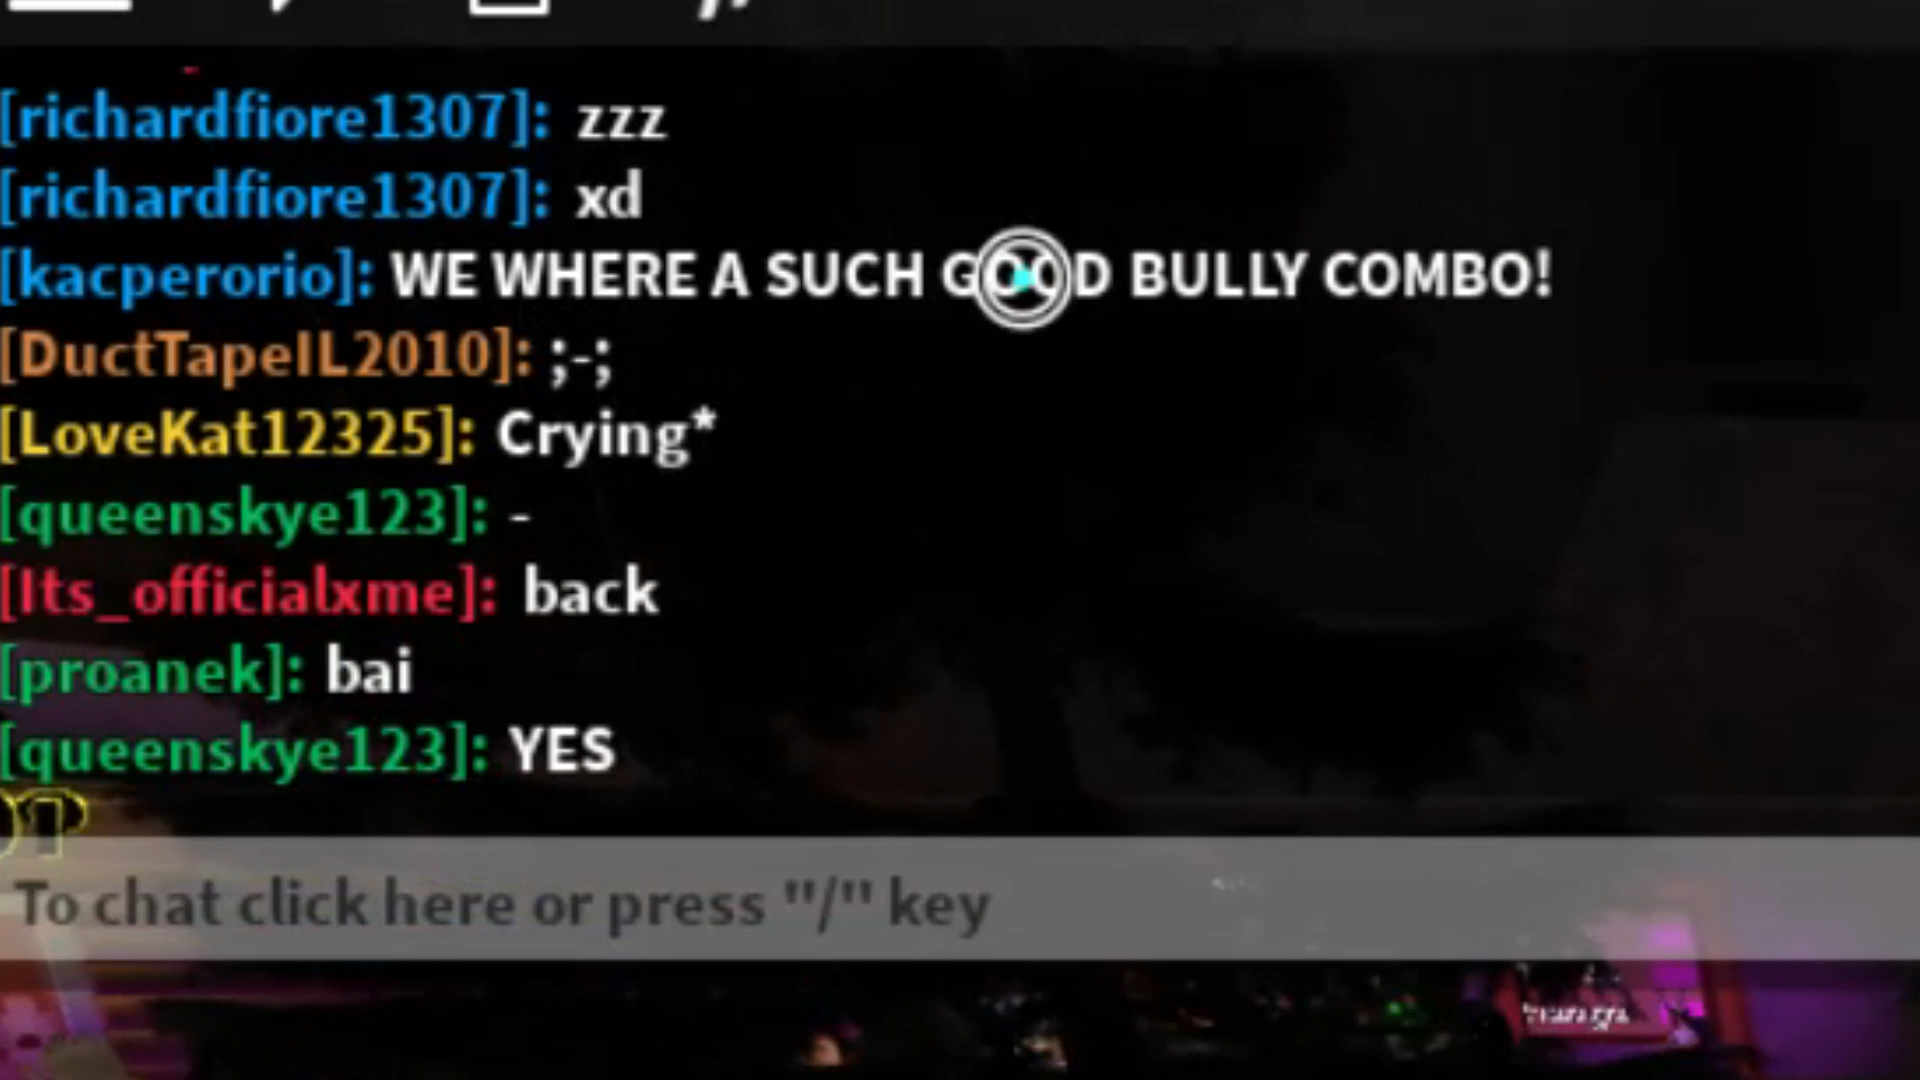 [richardfiore1307]: zzz
[richardfiore1307]: xd
[kacperorio]: WE WHERE A SUCH GOOD BULLY COMBO!
[DuctTapeIL2010]: ;-;
[LoveKat12325]: Crying*
[queenskye123]: -
[Its_officialxme]: back
[proanek]: bai
[queenskye123]: YES
To chat click here or press "/" key